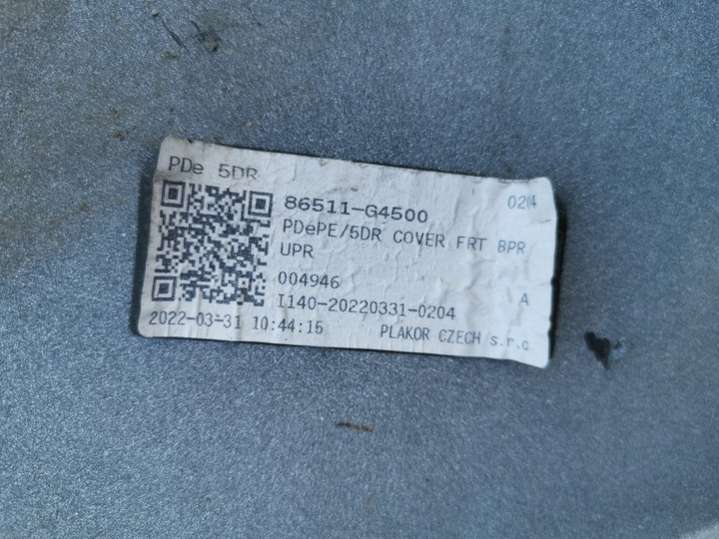 PDe 5DR
86511-G4500 0204
PDePE/5DR COVER FRT BPR
UPR
004946 A
I140-20220331-0204
2022-03-31 10:44:15 PLAKOR CZECH s.r.o